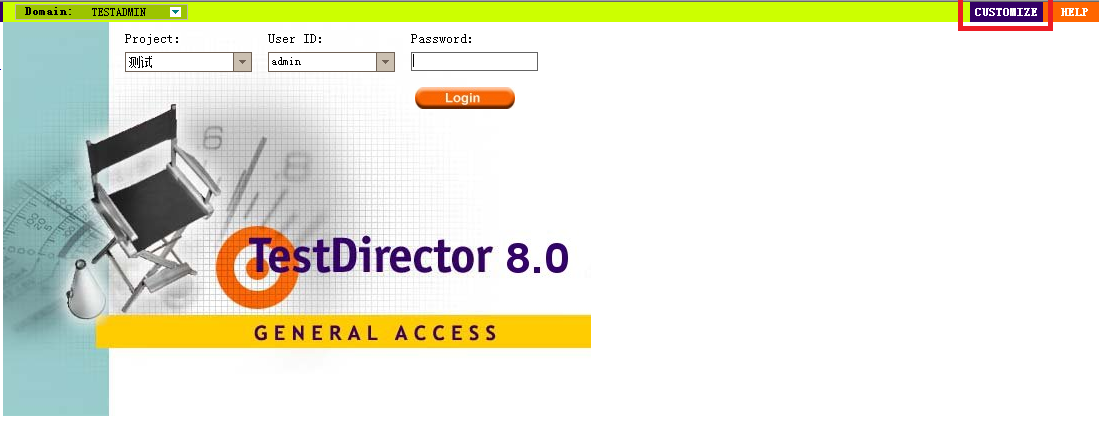 Domain: TESTADMIN CUSTOMIZE HELP
Project: User ID: Password:
测试 admin
Login
TestDirector 8.0
GENERAL ACCESS